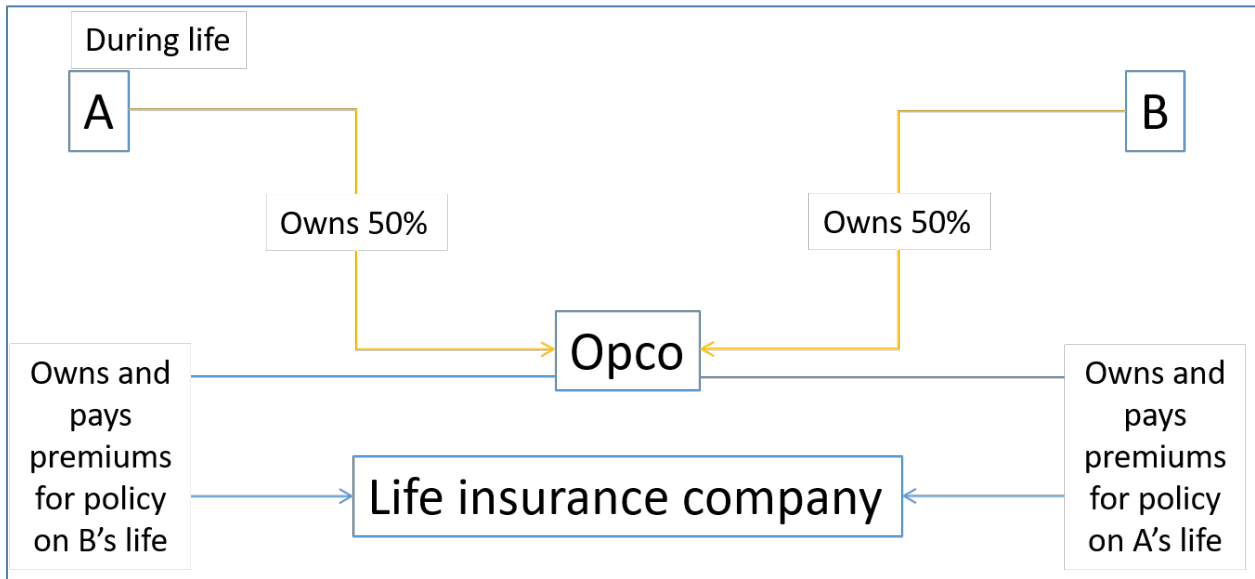 During life
A
B
Owns 50%
Owns 50%
Opco
Owns and
pays
premiums
for policy
on B’s life
Owns and
pays
premiums
for policy
on A’s life
Life insurance company